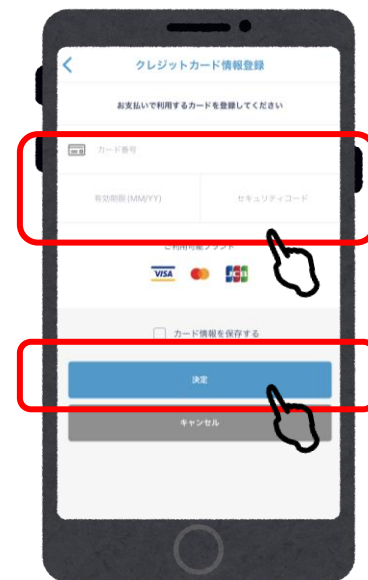 クレジットカード情報登録
お支払いで利用するカードを登録してください
カード番号
有効期限(MM/YY) セキュリティコード
ご利用可能ブランド
VISA JCB
カード情報を保存する
決定
キャンセル